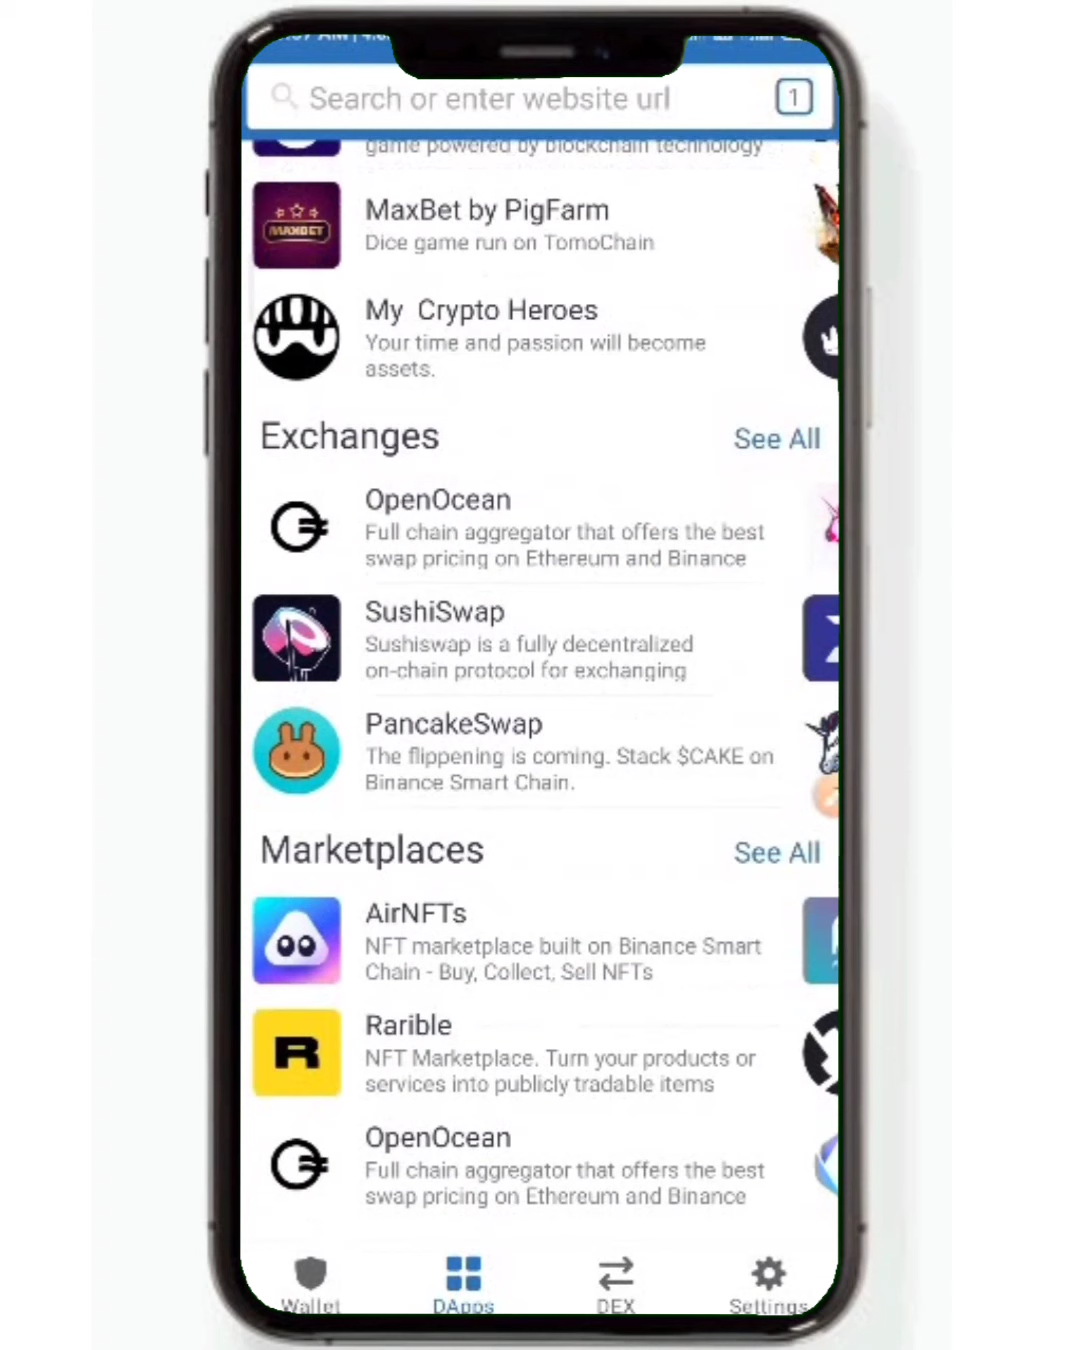 Search or enter website url
1
game powered by blockchain technology
MAXBET
MaxBet by PigFarm
Dice game run on TomoChain
My Crypto Heroes
Your time and passion will become
assets.
Exchanges
See All
OpenOcean
Full chain aggregator that offers the best
swap pricing on Ethereum and Binance
SushiSwap
Sushiswap is a fully decentralized
on-chain protocol for exchanging
PancakeSwap
The flippening is coming. Stack $CAKE on
Binance Smart Chain.
Marketplaces
See All
AirNFTs
NFT marketplace built on Binance Smart
Chain - Buy, Collect, Sell NFTs
R
Rarible
NFT Marketplace. Turn your products or
services into publicly tradable items
OpenOcean
Full chain aggregator that offers the best
swap pricing on Ethereum and Binance
Wallet
DApps
DEX
Settings